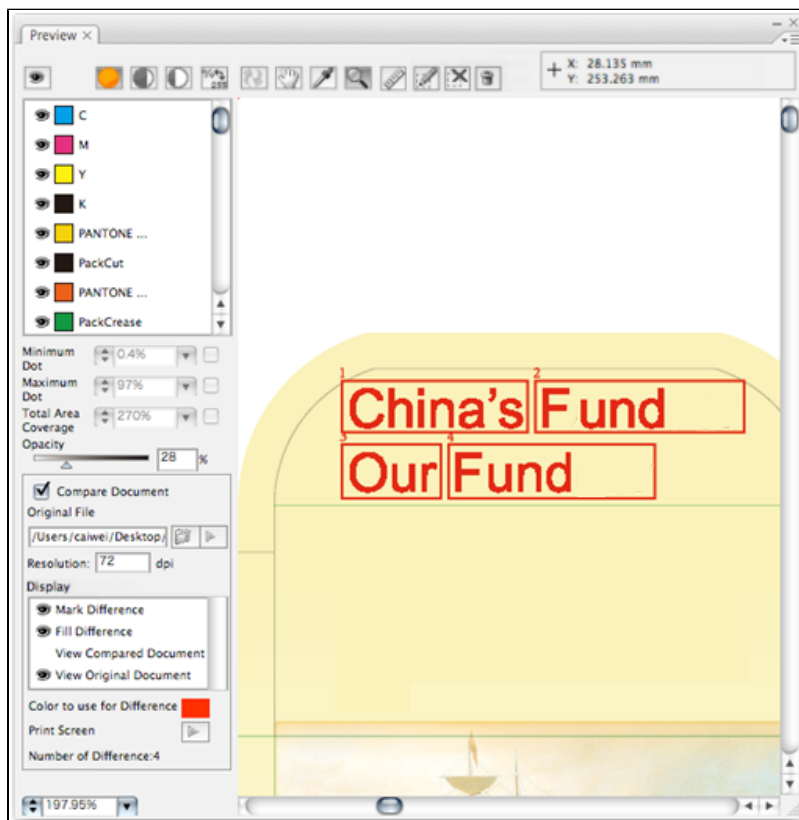 Preview ×
X: 28.135 mm
Y: 253.263 mm
C
M
Y
K
PANTONE ...
PackCut
PANTONE ...
PackCrease
Minimum Dot 0.4%
Maximum Dot 97%
Total Area Coverage 270%
Opacity
28 %
Compare Document
Original File
/Users/caiwei/Desktop/
Resolution: 72 dpi
Display
Mark Difference
Fill Difference
View Compared Document
View Original Document
Color to use for Difference
Print Screen
Number of Difference:4
197.95%
1 2
China's Fund
3 4
Our Fund